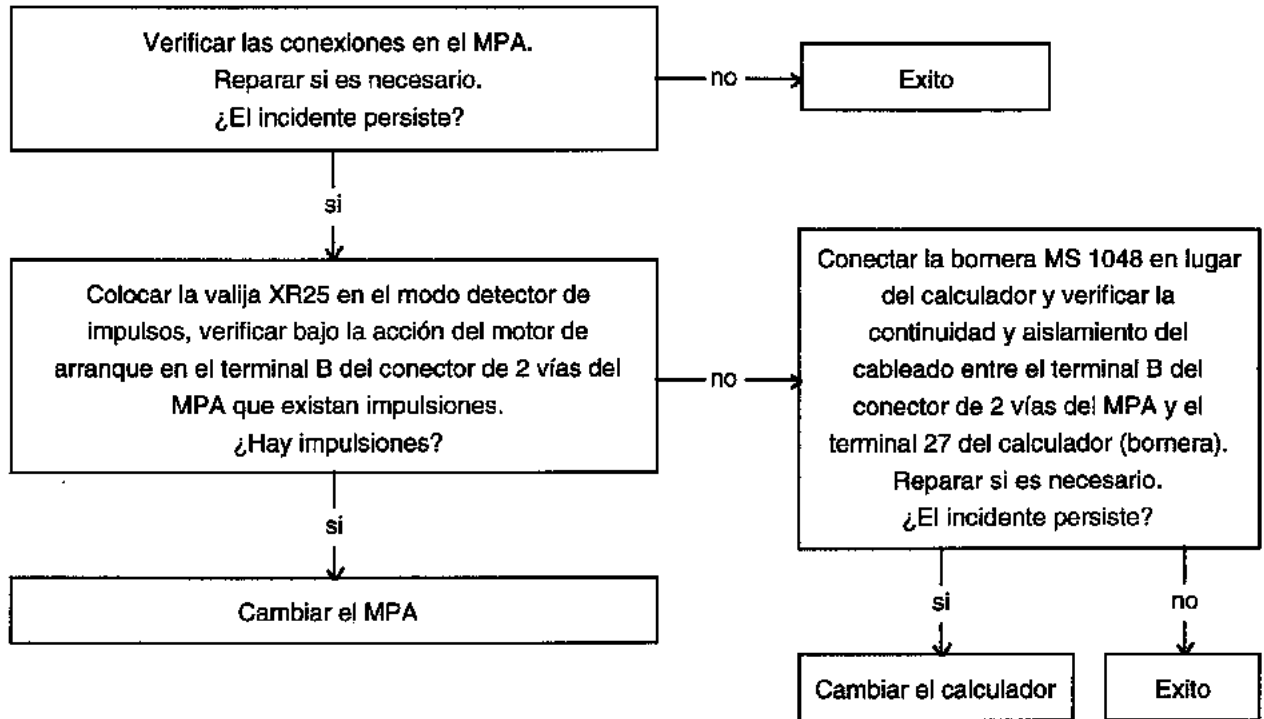 Verificar las conexiones en el MPA.
Reparar si es necesario.
¿El incidente persiste?
no
Exito
si
Colocar la valija XR25 en el modo detector de
impulsos, verificar bajo la acción del motor de
arranque en el terminal B del conector de 2 vías del
MPA que existan impulsiones.
¿Hay impulsiones?
no
Conectar la bornera MS 1048 en lugar
del calculador y verificar la
continuidad y aislamiento del
cableado entre el terminal B del
conector de 2 vías del MPA y el
terminal 27 del calculador (bornera).
Reparar si es necesario.
¿El incidente persiste?
si
Cambiar el MPA
si
no
Cambiar el calculador
Exito